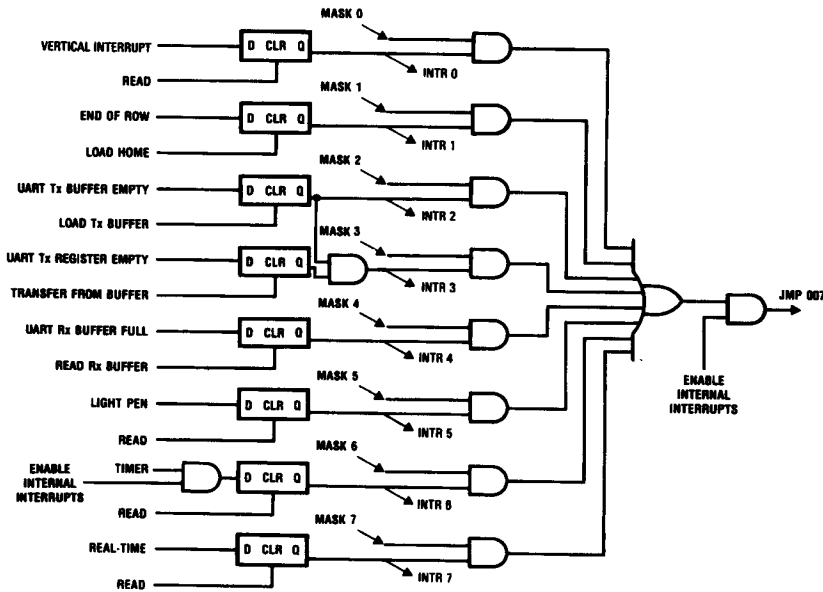 MASK 0
VERTICAL INTERRUPT
D CLR Q
READ
INTR 0
MASK 1
END OF ROW
D CLR Q
LOAD HOME
INTR 1
MASK 2
UART Tx BUFFER EMPTY
D CLR Q
LOAD Tx BUFFER
INTR 2
MASK 3
UART Tx REGISTER EMPTY
D CLR Q
TRANSFER FROM BUFFER
INTR 3
MASK 4
UART Rx BUFFER FULL
D CLR Q
READ Rx BUFFER
INTR 4
MASK 5
LIGHT PEN
D CLR Q
READ
INTR 5
MASK 6
ENABLE
INTERNAL
INTERRUPTS
TIMER
D CLR Q
READ
INTR 6
MASK 7
REAL-TIME
D CLR Q
READ
INTR 7
JMP 007
ENABLE
INTERNAL
INTERRUPTS